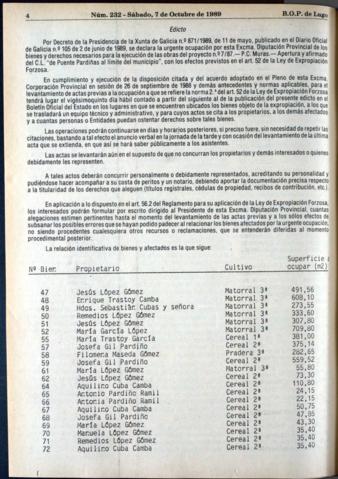 4 Núm. 232 - Sábado, 7 de Octubre de 1989 B.O.P. de Lugo
Edicto
Por Decreto de la Presidencia de la Xunta de Galicia n.º 871/1989, de 11 de mayo, publicado en el Diario Oficial
de Galicia n.º 105 de 2 de junio de 1989, se declara la urgente ocupación por esta Excma. Diputación Provincial de los
bienes y derechos necesarios para la ejecución de las obras del proyecto n.º 7/87.—P.C. Muras.—Apertura y afirmado
del C.L. "de Puente Pardiñas al límite del municipio", con los efectos previstos en el art. 52 de la Ley de Expropiación
Forzosa.
En cumplimiento y ejecución de la disposición citada y del acuerdo adoptado en el Pleno de esta Excma.
Corporación Provincial en sesión de 26 de septiembre de 1988 y demás antecedentes y normas aplicables, para el
levantamiento de actas previas a la ocupación a que se refiere la norma 2.ª del art. 52 de la Ley de Expropiación Forzosa
tendrá lugar el vigésimoquinto día hábil contado a partir del siguiente al de la publicación del presente edicto en el
Boletín Oficial del Estado en los lugares en que se encuentran ubicados los bienes objeto de la expropiación, a los que
se trasladará un equipo técnico y administrativo, y para cuyos actos se cita a los propietarios, a los demás afectados
y a cuantas personas o Entidades puedan ostentar derechos sobre tales bienes.
Las operaciones podrán continuarse en días y horarios posteriores, si preciso fuere, sin necesidad de repetir las
citaciones, bastando a tal efecto el anuncio verbal en la jornada de la tarde y con ocasión del levantamiento de la última
acta que se extienda, en que así se hará saber públicamente a los asistentes.
Las actas se levantarán aún en el supuesto de que no concurran los propietarios y demás interesados o quienes
debidamente les representen.
A tales actos deberán concurrir personalmente o debidamente representados, acreditando su personalidad y
pudiéndose hacer acompañar a su costa de peritos y un notario, debiendo aportar la documentación precisa respecto
a la titularidad de los derechos que aleguen (títulos registrales, cédulas de propiedad, recibos de contribución, etc.).
En aplicación a lo dispuesto en el art. 56.2 del Reglamento para su aplicación de la Ley de Expropiación Forzosa,
los interesados podrán formular por escrito dirigido al Presidente de esta Excma. Diputación Provincial, cuantas
alegaciones estimen pertinentes hasta el momento del levantamiento de las actas previas y a los sólos efectos de
subsanar los posibles errores que se hayan podido padecer al relacionar los bienes afectados por la urgente ocupación,
no siendo procedentes cualesquiera otros recursos o reclamaciones, que se entenderán diferidas al momento
procedimental posterior.
La relación identificativa de bienes y afectados es la que sigue:
Superficie a
Nº Bien Propietario Cultivo ocupar (m2)
47 Jesús López Gómez Matorral 3ª 491,56
48 Enrique Trastoy Camba Matorral 3ª 608,10
49 Hdos. Sebastián Cubas y señora Matorral 3ª 273,55
50 Remedios López Gómez Matorral 3ª 333,60
51 Jesús López Gómez Matorral 3ª 307,80
52 María García López Matorral 3ª 709,80
55 María Trastoy García Cereal 1ª 381,00
57 Josefa Gil Pardiño Cereal 2ª 375,14
58 Filomena Maseda Gómez Pradera 3ª 262,65
59 Josefa Gil Pardiño Cereal 2ª 559,52
61 María López Gómez Matorral 3ª 55,80
62 Jesús López Gómez Cereal 2ª 73,30
64 Aquilino Cuba Camba Cereal 2ª 110,80
65 Antonio Pardiño Ramil Cereal 2ª 24,15
66 Antonio Pardiño Ramil Cereal 2ª 22,15
67 Aquilino Cuba Camba Cereal 2ª 50,75
68 Josefa Gil Pardiño Cereal 2ª 47,85
69 María López Gómez Cereal 2ª 43,30
70 Manuela López Gómez Cereal 2ª 35,40
71 Remedios López Gómez Cereal 2ª 35,40
72 Aquilino Cuba Camba Cereal 2ª 35,40